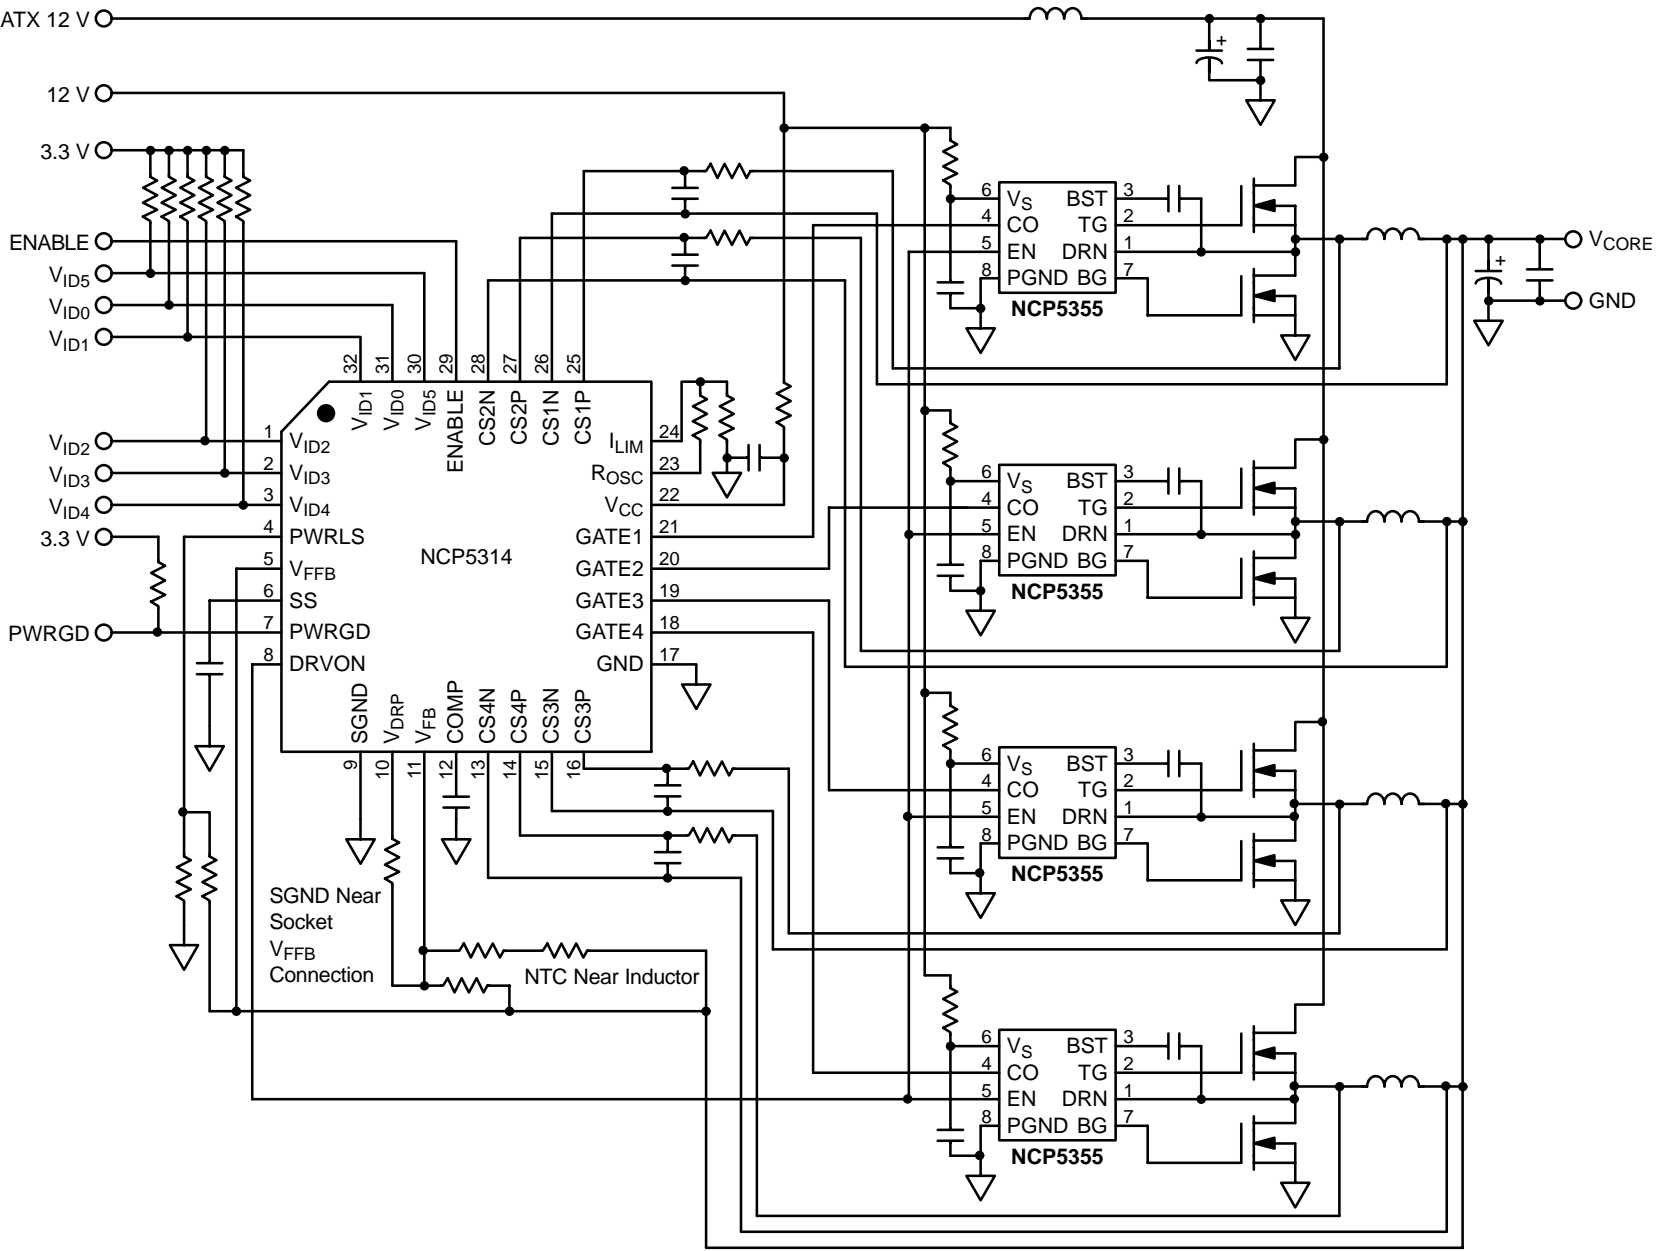 ATX 12 V
12 V
3.3 V
ENABLE
VID5
VID0
VID1
VID2
VID3
VID4
3.3 V
PWRGD
32
31
30
29
28
27
26
25
VID1
VID0
VID5
ENABLE
CS2N
CS2P
CS1N
CS1P
1 VID2
2 VID3
3 VID4
4 PWRLS
5 VFFB
6 SS
7 PWRGD
8 DRVON
NCP5314
ILIM 24
ROSC 23
VCC 22
GATE1 21
GATE2 20
GATE3 19
GATE4 18
GND 17
SGND
VDRP
VFB
COMP
CS4N
CS4P
CS3N
CS3P
9
10
11
12
13
14
15
16
SGND Near
Socket
VFFB
Connection
NTC Near Inductor
6 VS BST 3
4 CO TG 2
5 EN DRN 1
8 PGND BG 7
NCP5355
+
+
VCORE
GND
6 VS BST 3
4 CO TG 2
5 EN DRN 1
8 PGND BG 7
NCP5355
6 VS BST 3
4 CO TG 2
5 EN DRN 1
8 PGND BG 7
NCP5355
6 VS BST 3
4 CO TG 2
5 EN DRN 1
8 PGND BG 7
NCP5355